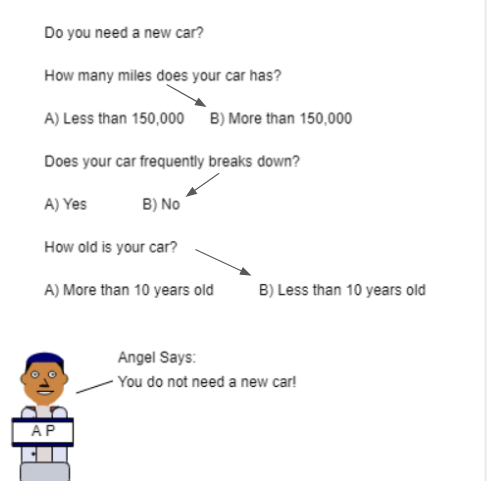 Do you need a new car?
How many miles does your car has?
A) Less than 150,000 B) More than 150,000
Does your car frequently breaks down?
A) Yes B) No
How old is your car?
A) More than 10 years old B) Less than 10 years old
Angel Says:
You do not need a new car!
A P